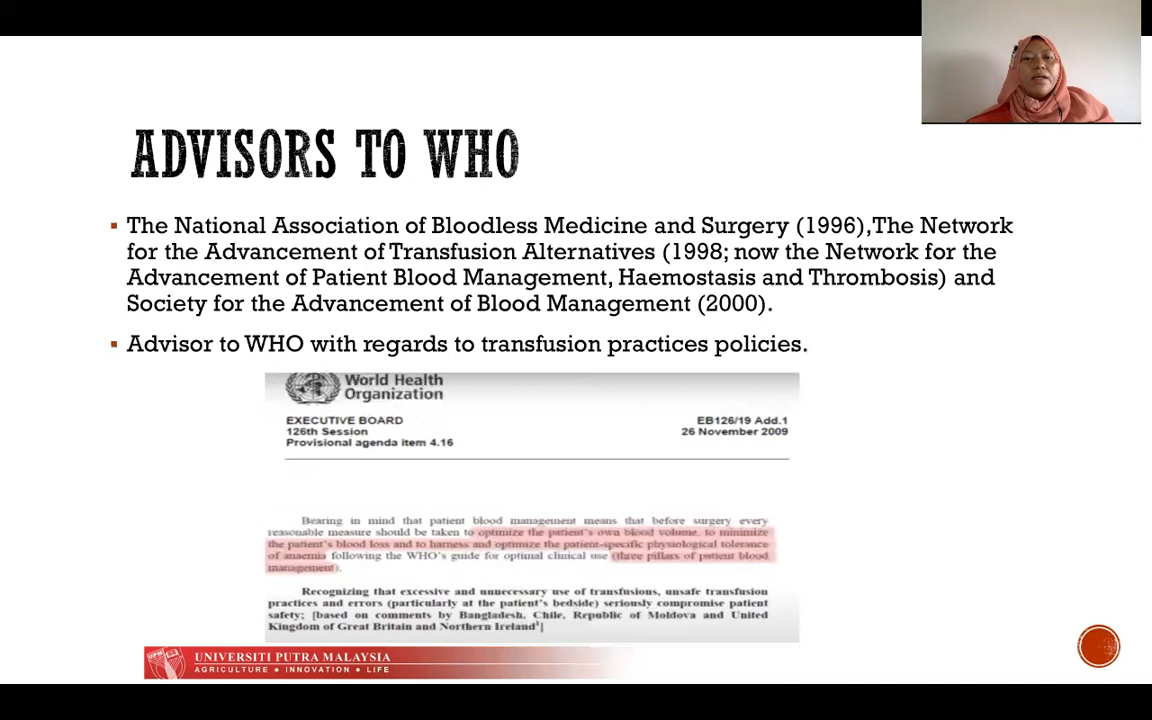 ADVISORS TO WHO
▪ The National Association of Bloodless Medicine and Surgery (1996),The Network
for the Advancement of Transfusion Alternatives (1998; now the Network for the
Advancement of Patient Blood Management, Haemostasis and Thrombosis) and
Society for the Advancement of Blood Management (2000).
▪ Advisor to WHO with regards to transfusion practices policies.
World Health
Organization
EXECUTIVE BOARD EB126/19 Add.1
126th Session 26 November 2009
Provisional agenda item 4.16
Bearing in mind that patient blood management means that before surgery every
reasonable measure should be taken to optimize the patient's own blood volume, to minimize
the patient's blood loss and to harness and optimize the patient-specific physiological tolerance
of anaemia following the WHO's guide for optimal clinical use (three pillars of patient blood
management).
Recognizing that excessive and unnecessary use of transfusions, unsafe transfusion
practices and errors (particularly at the patient's bedside) seriously compromise patient
safety; [based on comments by Bangladesh, Chile, Republic of Moldova and United
Kingdom of Great Britain and Northern Ireland¹]
UPM
UNIVERSITI PUTRA MALAYSIA
AGRICULTURE • INNOVATION • LIFE